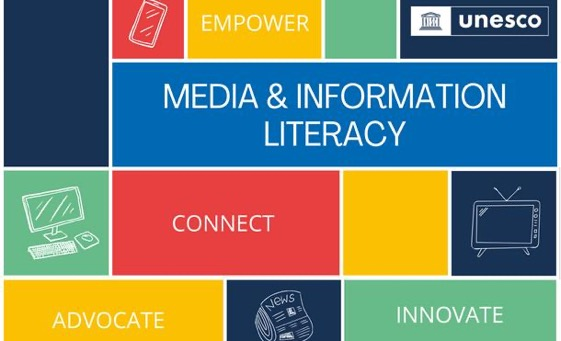 EMPOWER
unesco
MEDIA & INFORMATION
LITERACY
CONNECT
ADVOCATE
NEWS
INNOVATE